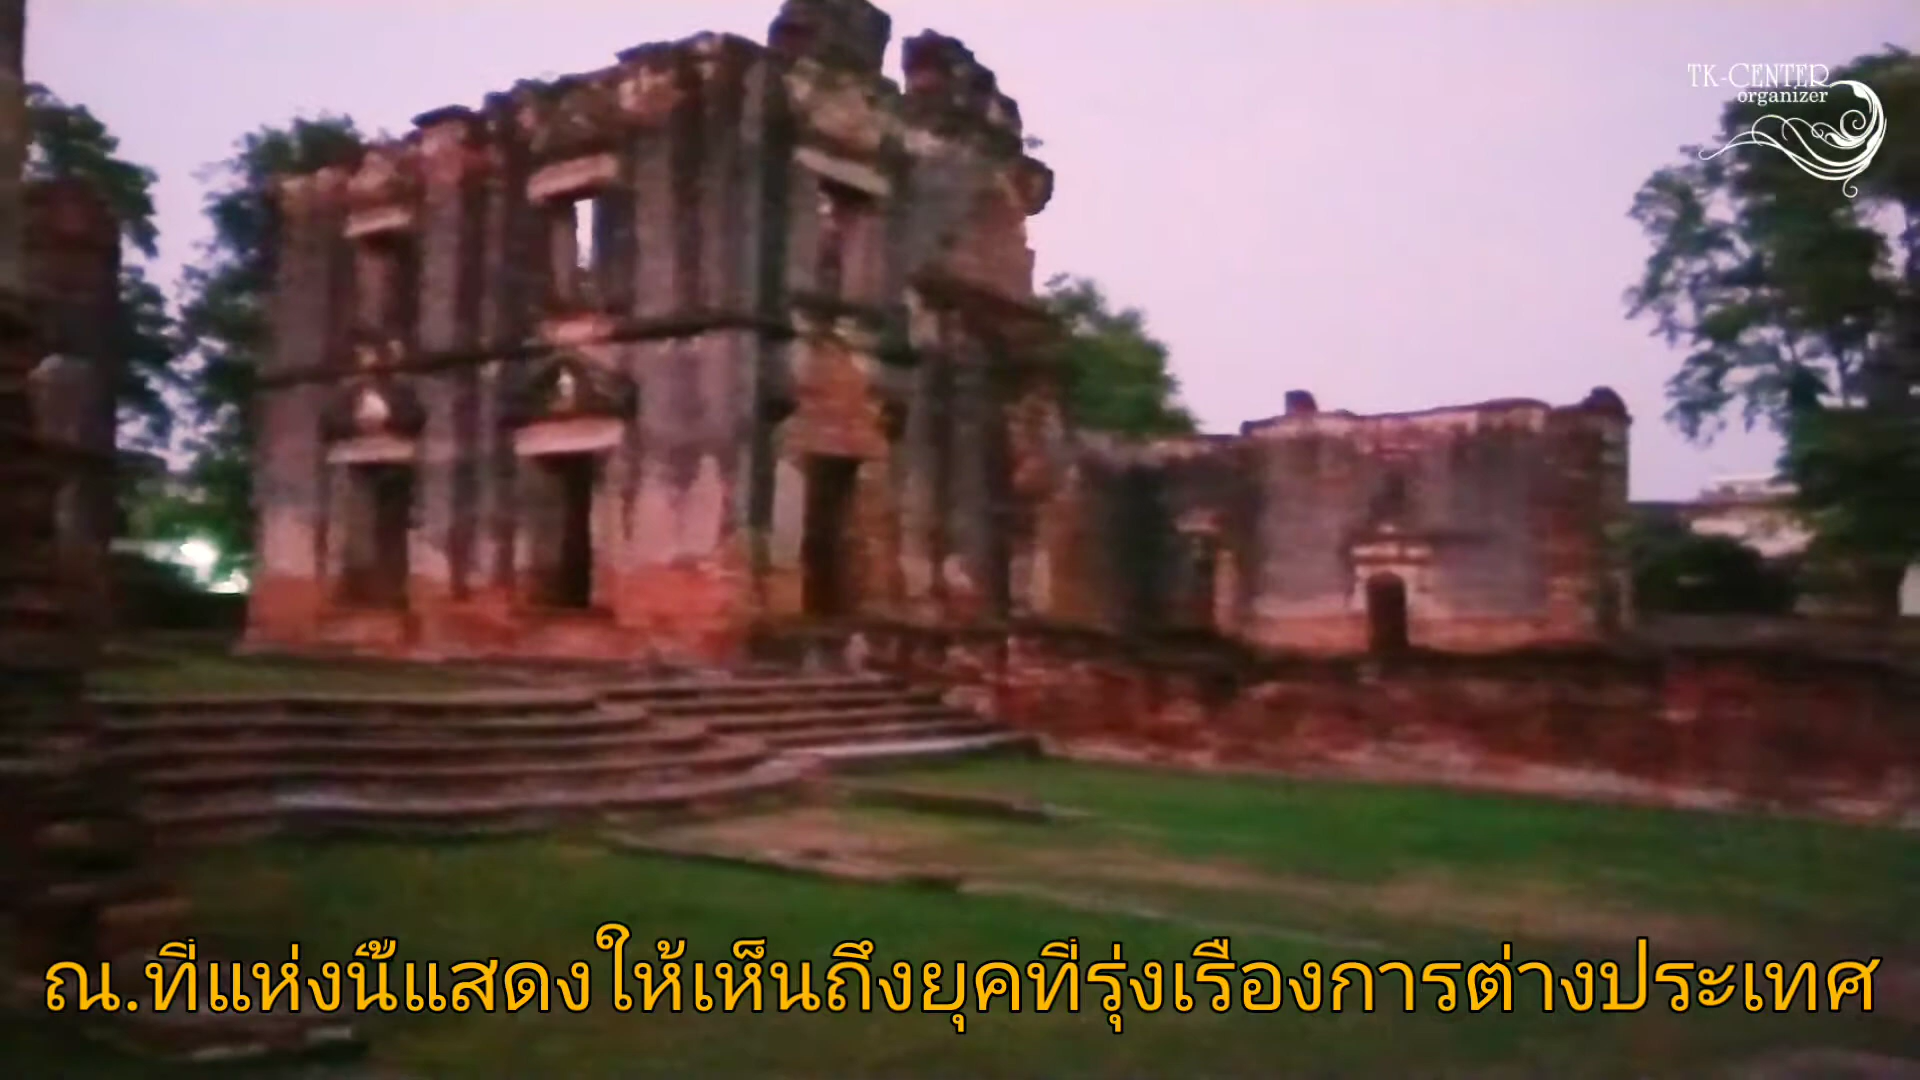 TK-CENTER
organizer
ณ.ที่แห่งนี้แสดงให้เห็นถึงยุคที่รุ่งเรืองการต่างประเทศ